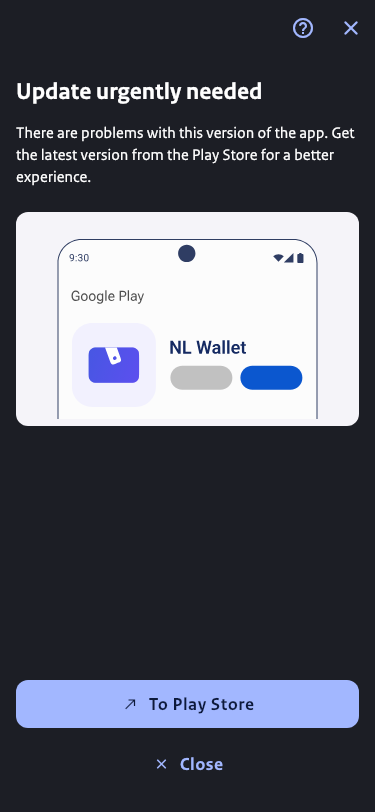 Update urgently needed
There are problems with this version of the app. Get
the latest version from the Play Store for a better
experience.
9:30
Google Play
NL Wallet
To Play Store
Close